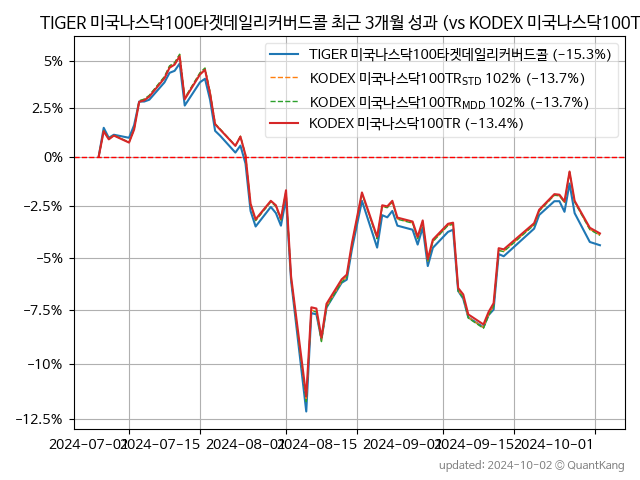 TIGER 미국나스닥100타겟데일리커버드콜 최근 3개월 성과 (vs KODEX 미국나스닥100T
TIGER 미국나스닥100타겟데일리커버드콜 (−15.3%)
KODEX 미국나스닥100TRSTD 102% (−13.7%)
KODEX 미국나스닥100TRMDD 102% (−13.7%)
KODEX 미국나스닥100TR (−13.4%)
5%
2.5%
0%
−2.5%
−5%
−7.5%
−10%
−12.5%
2024-07-01 2024-07-15 2024-08-01 2024-08-15 2024-09-01 2024-09-15 2024-10-01
updated: 2024-10-02 © QuantKang